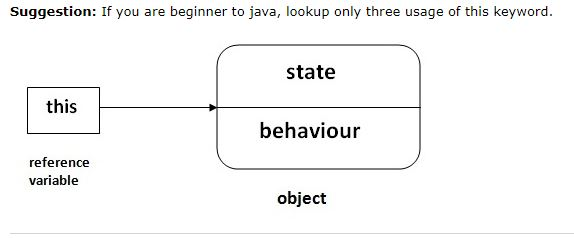 Suggestion: If you are beginner to java, lookup only three usage of this keyword.
state
this
behaviour
reference
variable
object